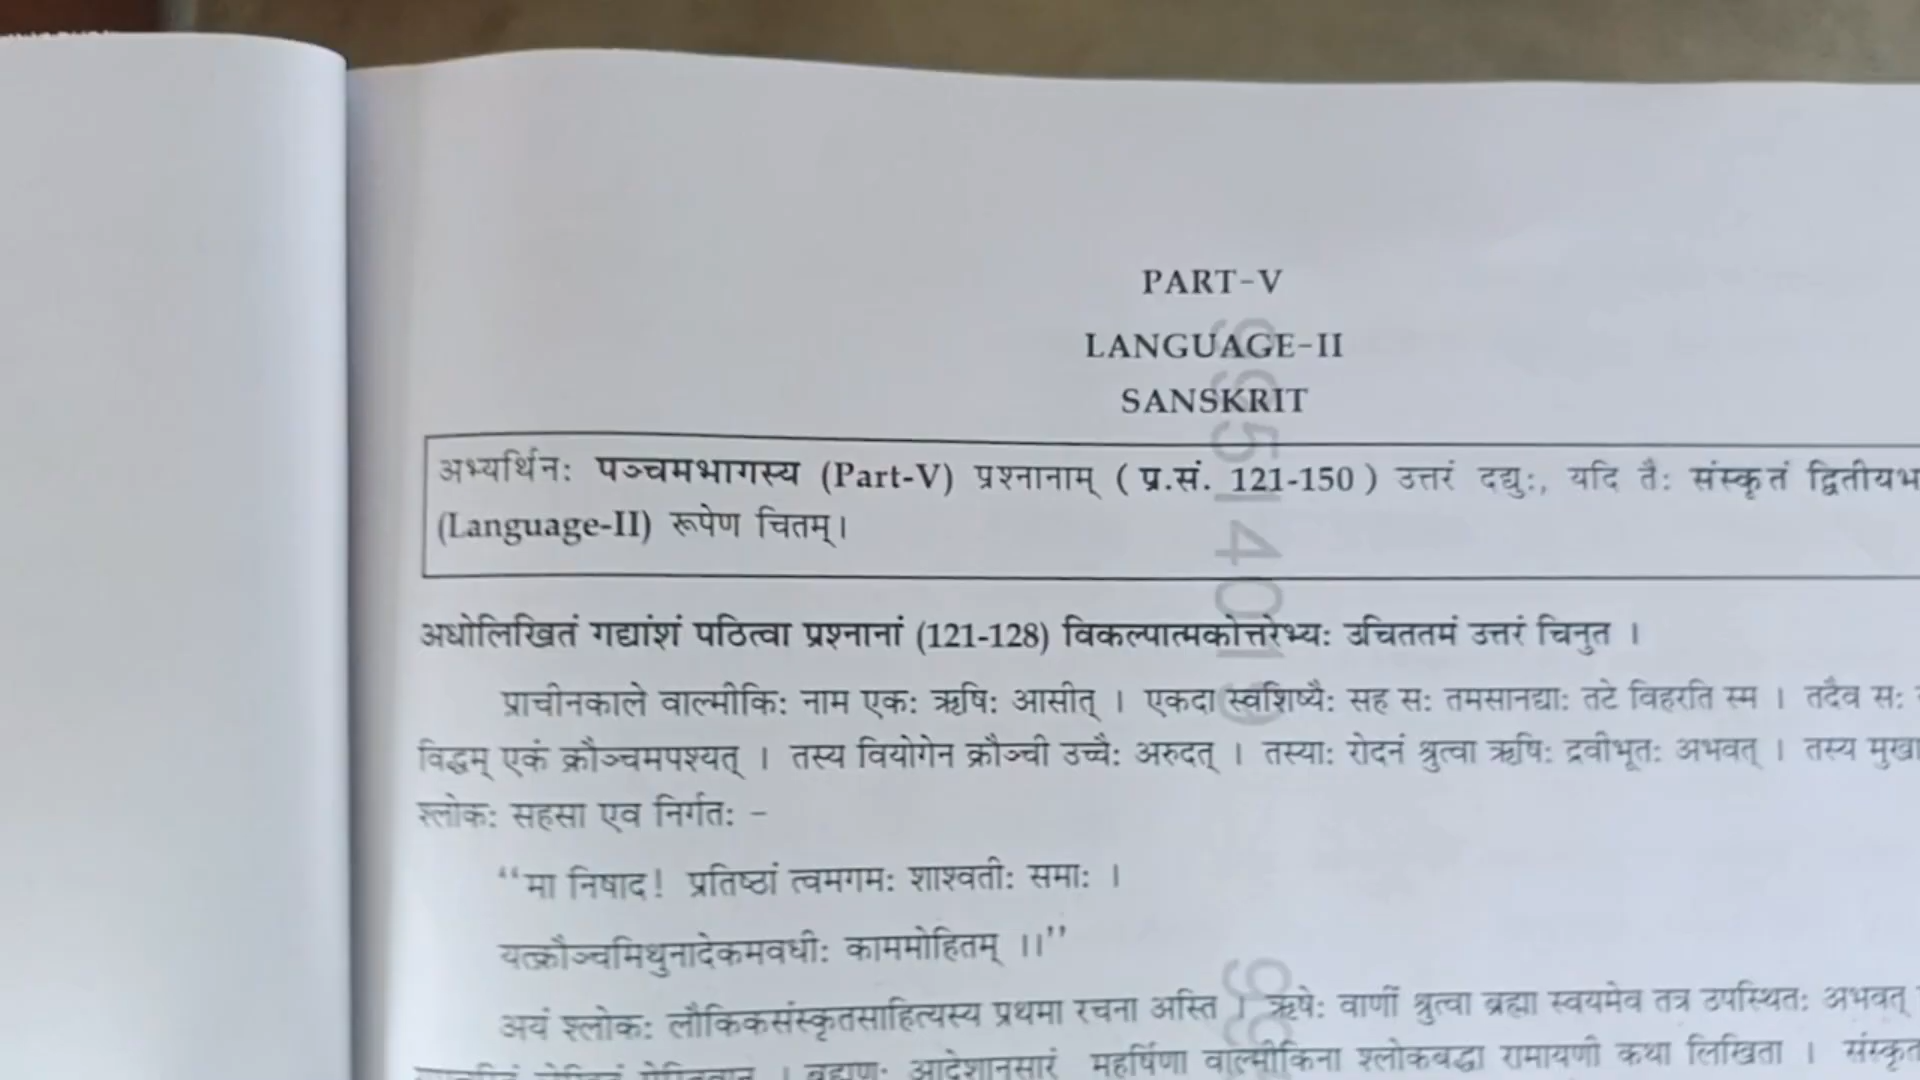 PART-V
LANGUAGE-II
SANSKRIT
अभ्यर्थिनः पञ्चमभागस्य (Part-V) प्रश्नानाम् ( प्र.सं. 121-150 ) उत्तरं दद्युः, यदि तैः संस्कृतं द्वितीयभ
(Language-II) रूपेण चितम्।
अधोलिखितं गद्यांशं पठित्वा प्रश्नानां (121-128) विकल्पात्मकोत्तरेभ्यः उचिततमं उत्तरं चिनुत ।
प्राचीनकाले वाल्मीकिः नाम एकः ऋषिः आसीत् । एकदा स्वशिष्यैः सह सः तमसानद्याः तटे विहरति स्म । तदैव सः
विद्धम् एकं क्रौञ्चमपश्यत् । तस्य वियोगेन क्रौञ्ची उच्चैः अरुदत् । तस्याः रोदनं श्रुत्वा ऋषिः द्रवीभूतः अभवत् । तस्य मुखा
श्लोकः सहसा एव निर्गतः –
“मा निषाद! प्रतिष्ठां त्वमगमः शाश्वतीः समाः ।
यत्क्रौञ्चमिथुनादेकमवधीः काममोहितम् ।।”
अयं श्लोकः लौकिकसंस्कृतसाहित्यस्य प्रथमा रचना अस्ति । ऋषेः वाणीं श्रुत्वा ब्रह्मा स्वयमेव तत्र उपस्थितः अभवत्
। ब्रह्मणः आदेशानुसारं महर्षिणा वाल्मीकिना श्लोकबद्धा रामायणी कथा लिखिता । संस्कृत